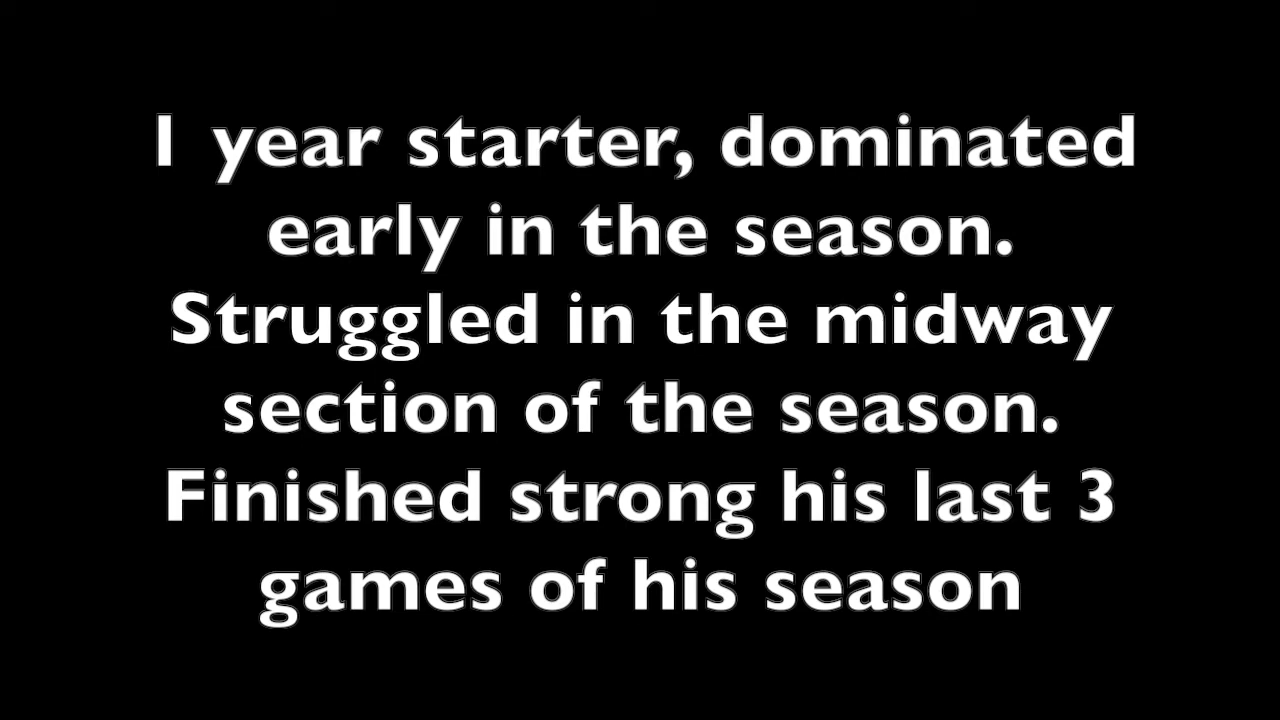 1 year starter, dominated
early in the season.
Struggled in the midway
section of the season.
Finished strong his last 3
games of his season